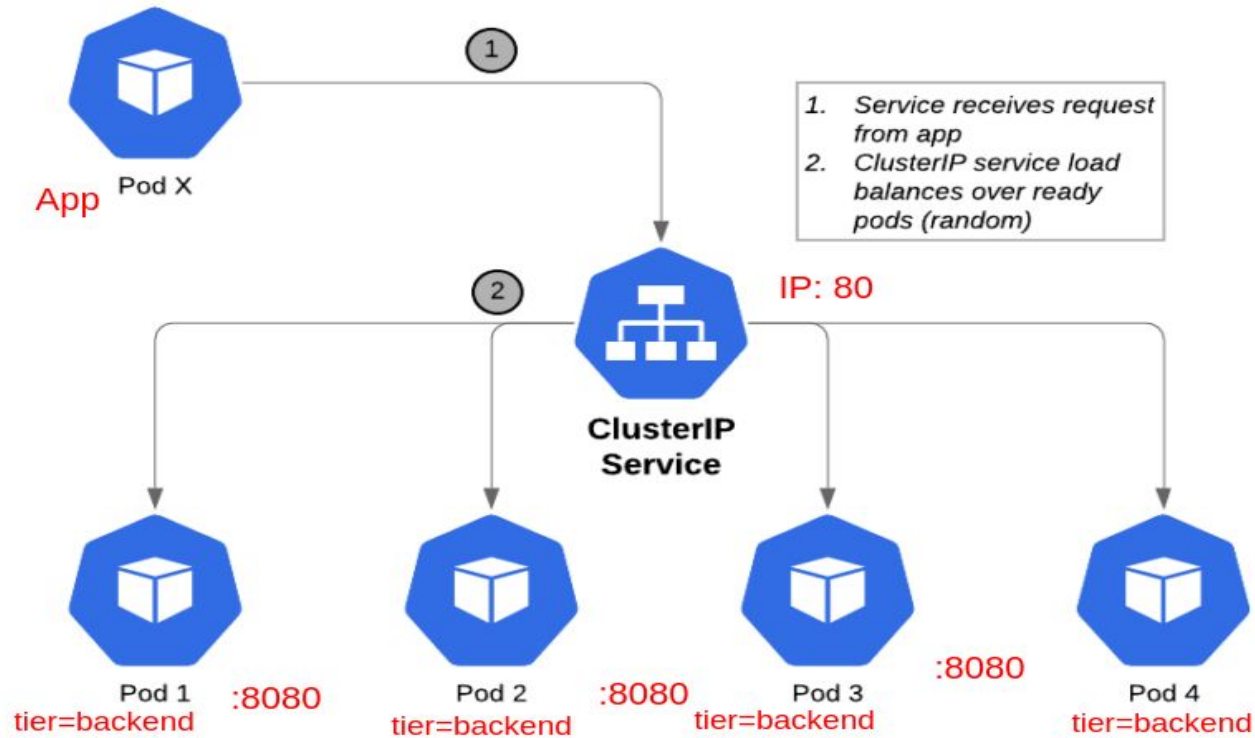 1
1. Service receives request
from app
2. ClusterIP service load
balances over ready
pods (random)
Pod X
App
2
IP: 80
ClusterIP
Service
Pod 1
:8080
tier=backend
Pod 2
:8080
tier=backend
Pod 3
:8080
tier=backend
Pod 4
tier=backend